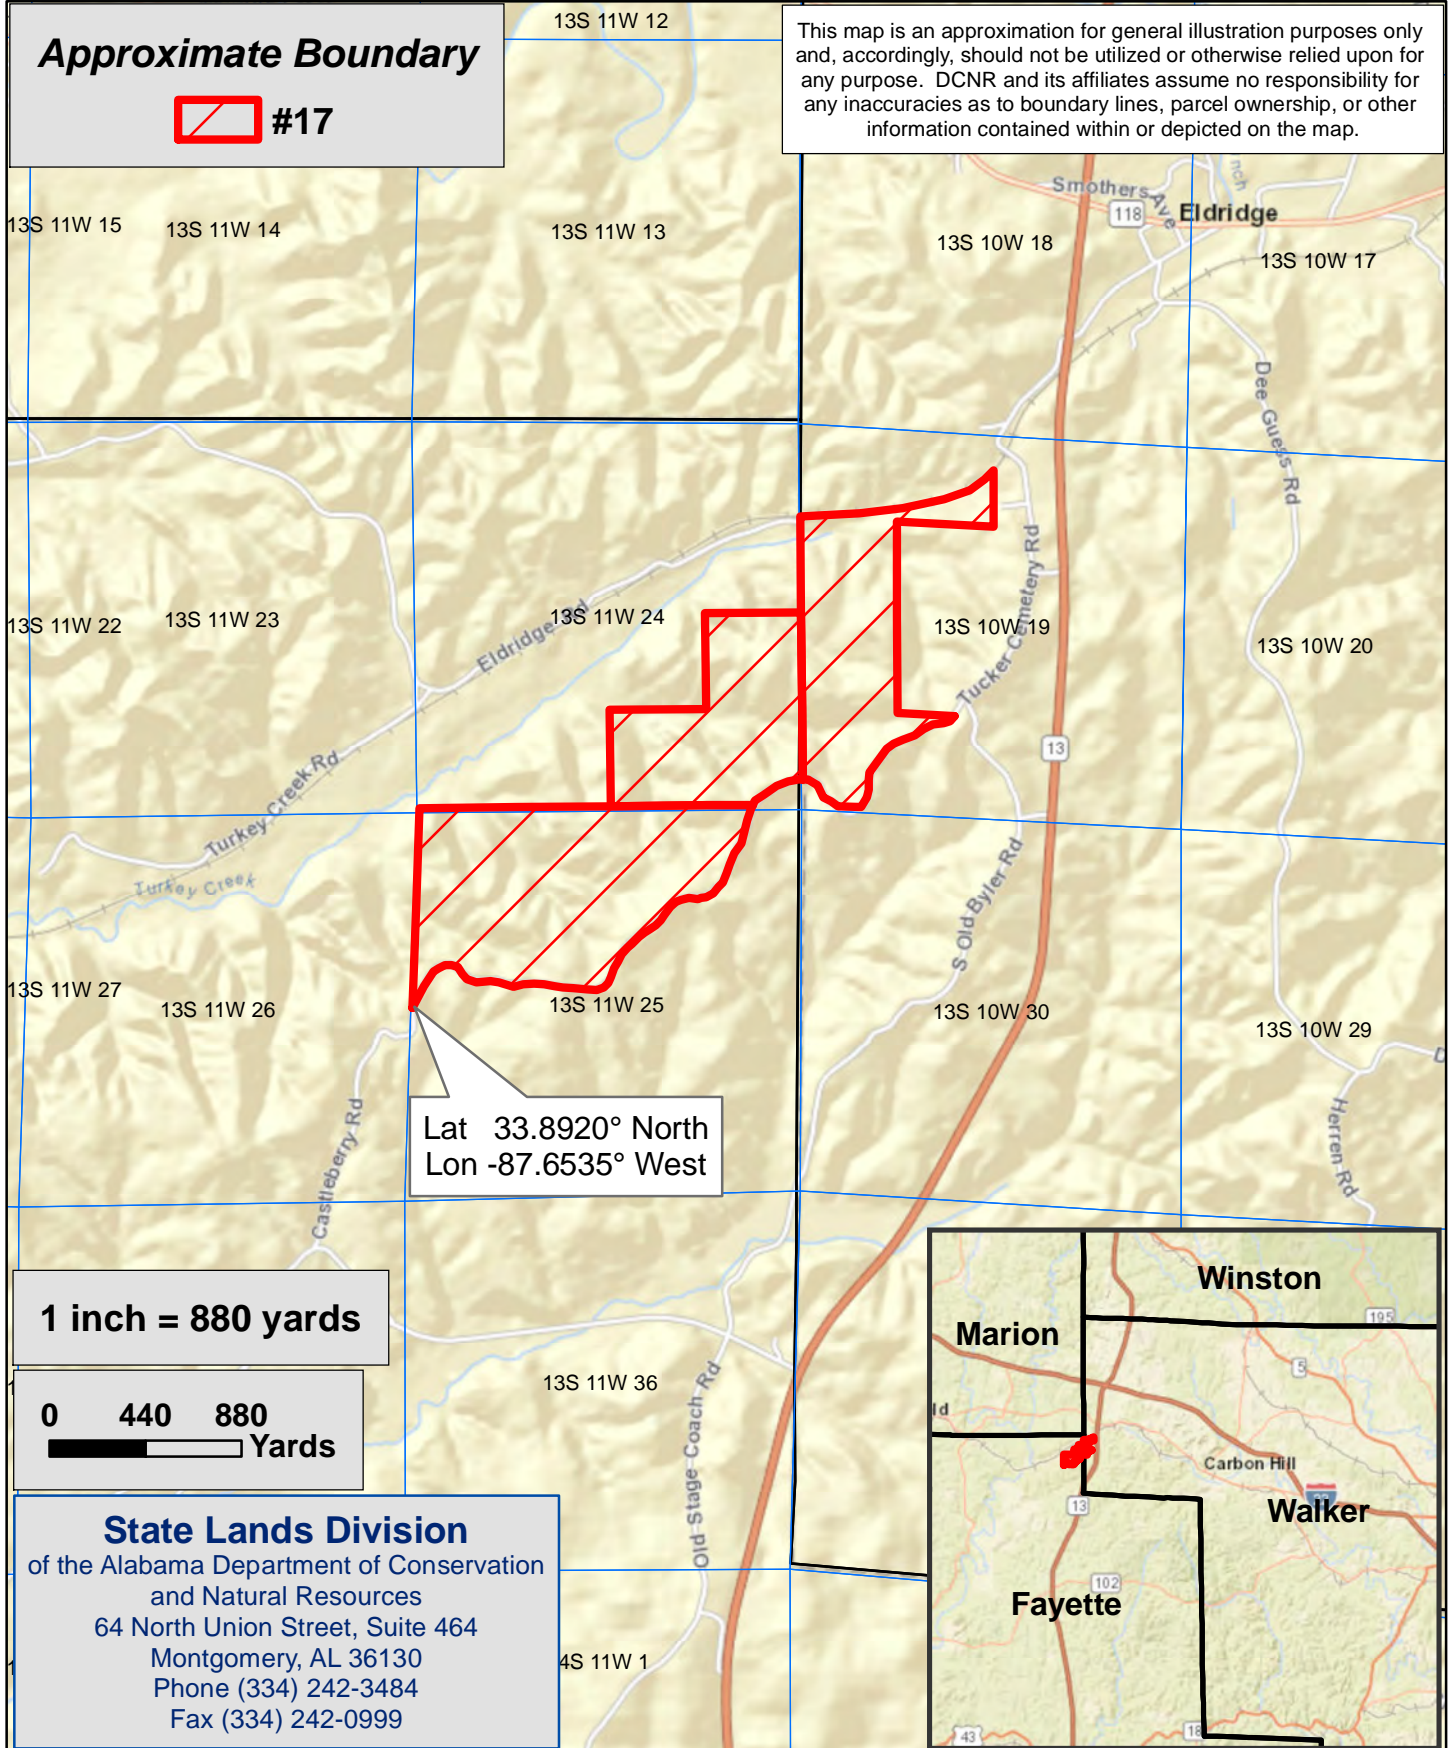 Approximate Boundary
#17
This map is an approximation for general illustration purposes only
and, accordingly, should not be utilized or otherwise relied upon for
any purpose. DCNR and its affiliates assume no responsibility for
any inaccuracies as to boundary lines, parcel ownership, or other
information contained within or depicted on the map.
13S 11W 12
Smothers Ave
118
Eldridge
13S 11W 15
13S 11W 14
13S 11W 13
13S 10W 18
13S 10W 17
Dee Guess Rd
13S 11W 22
13S 11W 23
13S 11W 24
13S 10W 19
13S 10W 20
Eldridge Rd
Tucker Cemetery Rd
13
Turkey Creek Rd
Turkey Creek
S Old Byler Rd
13S 11W 27
13S 11W 26
13S 11W 25
13S 10W 30
13S 10W 29
Lat 33.8920° North
Lon -87.6535° West
Castleberry Rd
Herren Rd
13S 11W 36
Old Stage Coach Rd
4S 11W 1
1 inch = 880 yards
0 440 880
Yards
State Lands Division
of the Alabama Department of Conservation
and Natural Resources
64 North Union Street, Suite 464
Montgomery, AL 36130
Phone (334) 242-3484
Fax (334) 242-0999
Winston
195
Marion
5
ld
Carbon Hill
13
Walker
102
Fayette
43
18